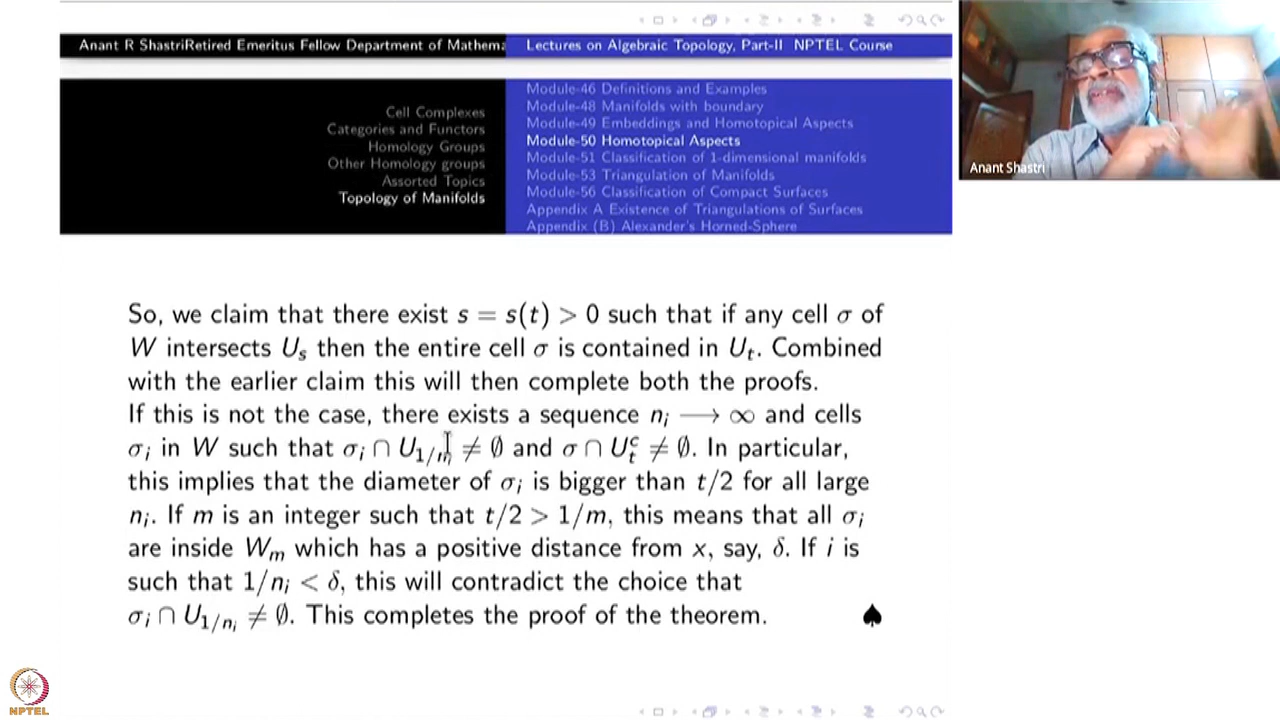 Anant R ShastriRetired Emeritus Fellow Department of Mathema
Lectures on Algebraic Topology, Part-II NPTEL Course
Cell Complexes
Categories and Functors
Homology Groups
Other Homology groups
Assorted Topics
Topology of Manifolds
Module-46 Definitions and Examples
Module-48 Manifolds with boundary
Module-49 Embeddings and Homotopical Aspects
Module-50 Homotopical Aspects
Module-51 Classification of 1-dimensional manifolds
Module-53 Triangulation of Manifolds
Module-56 Classification of Compact Surfaces
Appendix A Existence of Triangulations of Surfaces
Appendix (B) Alexander's Horned-Sphere
Anant Shastri
So, we claim that there exist s = s(t) > 0 such that if any cell σ of
W intersects U_s then the entire cell σ is contained in U_t. Combined
with the earlier claim this will then complete both the proofs.
If this is not the case, there exists a sequence n_i ⟶ ∞ and cells
σ_i in W such that σ_i ∩ U_{1/n_i} ≠ ∅ and σ ∩ U_t^c ≠ ∅. In particular,
this implies that the diameter of σ_i is bigger than t/2 for all large
n_i. If m is an integer such that t/2 > 1/m, this means that all σ_i
are inside W_m which has a positive distance from x, say, δ. If i is
such that 1/n_i < δ, this will contradict the choice that
σ_i ∩ U_{1/n_i} ≠ ∅. This completes the proof of the theorem. ♠
NPTEL